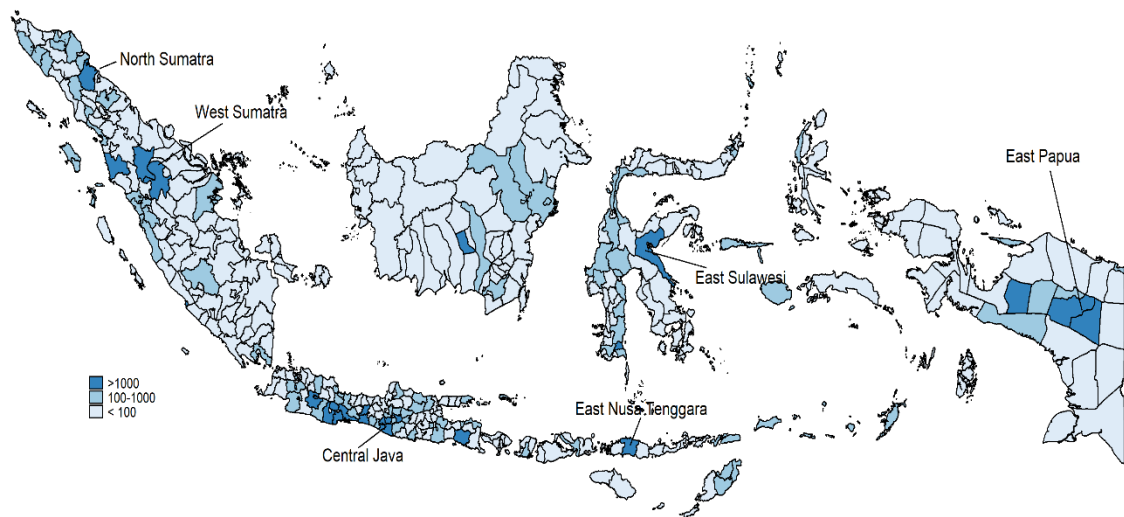 North Sumatra
West Sumatra
East Papua
East Sulawesi
>1000
100-1000
< 100
East Nusa Tenggara
Central Java